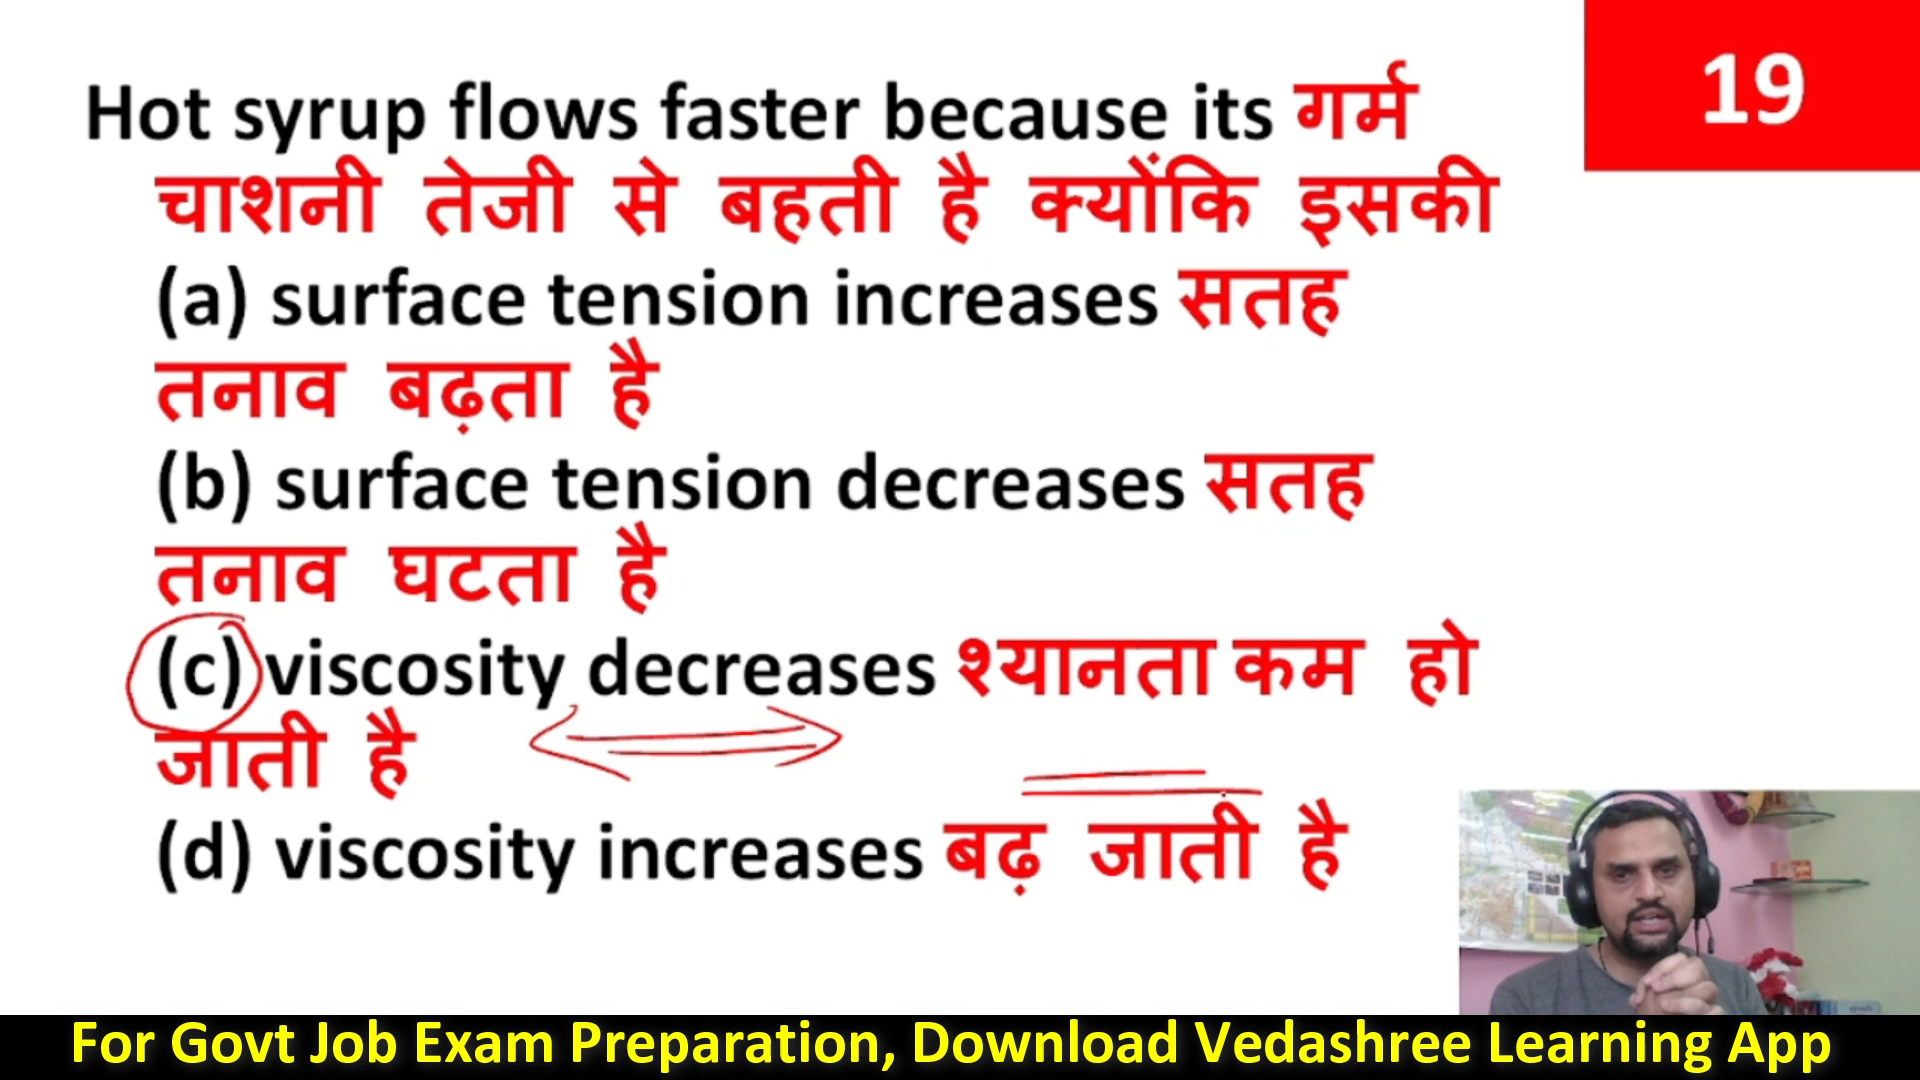 Hot syrup flows faster because its गर्म
चाशनी तेजी से बहती है क्योंकि इसकी
(a) surface tension increases सतह
तनाव बढ़ता है
(b) surface tension decreases सतह
तनाव घटता है
(c) viscosity decreases श्यानता कम हो
जाती है
(d) viscosity increases बढ़ जाती है
19
For Govt Job Exam Preparation, Download Vedashree Learning App